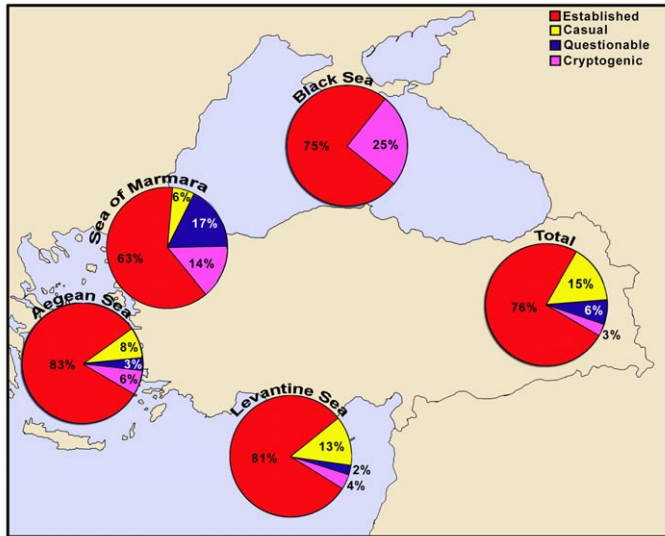 Established
Casual
Questionable
Cryptogenic
Black Sea
75%
25%
Sea of Marmara
6%
17%
63%
14%
Total
15%
76%
6%
3%
Aegean Sea
8%
83%
3%
6%
Levantine Sea
13%
81%
2%
4%